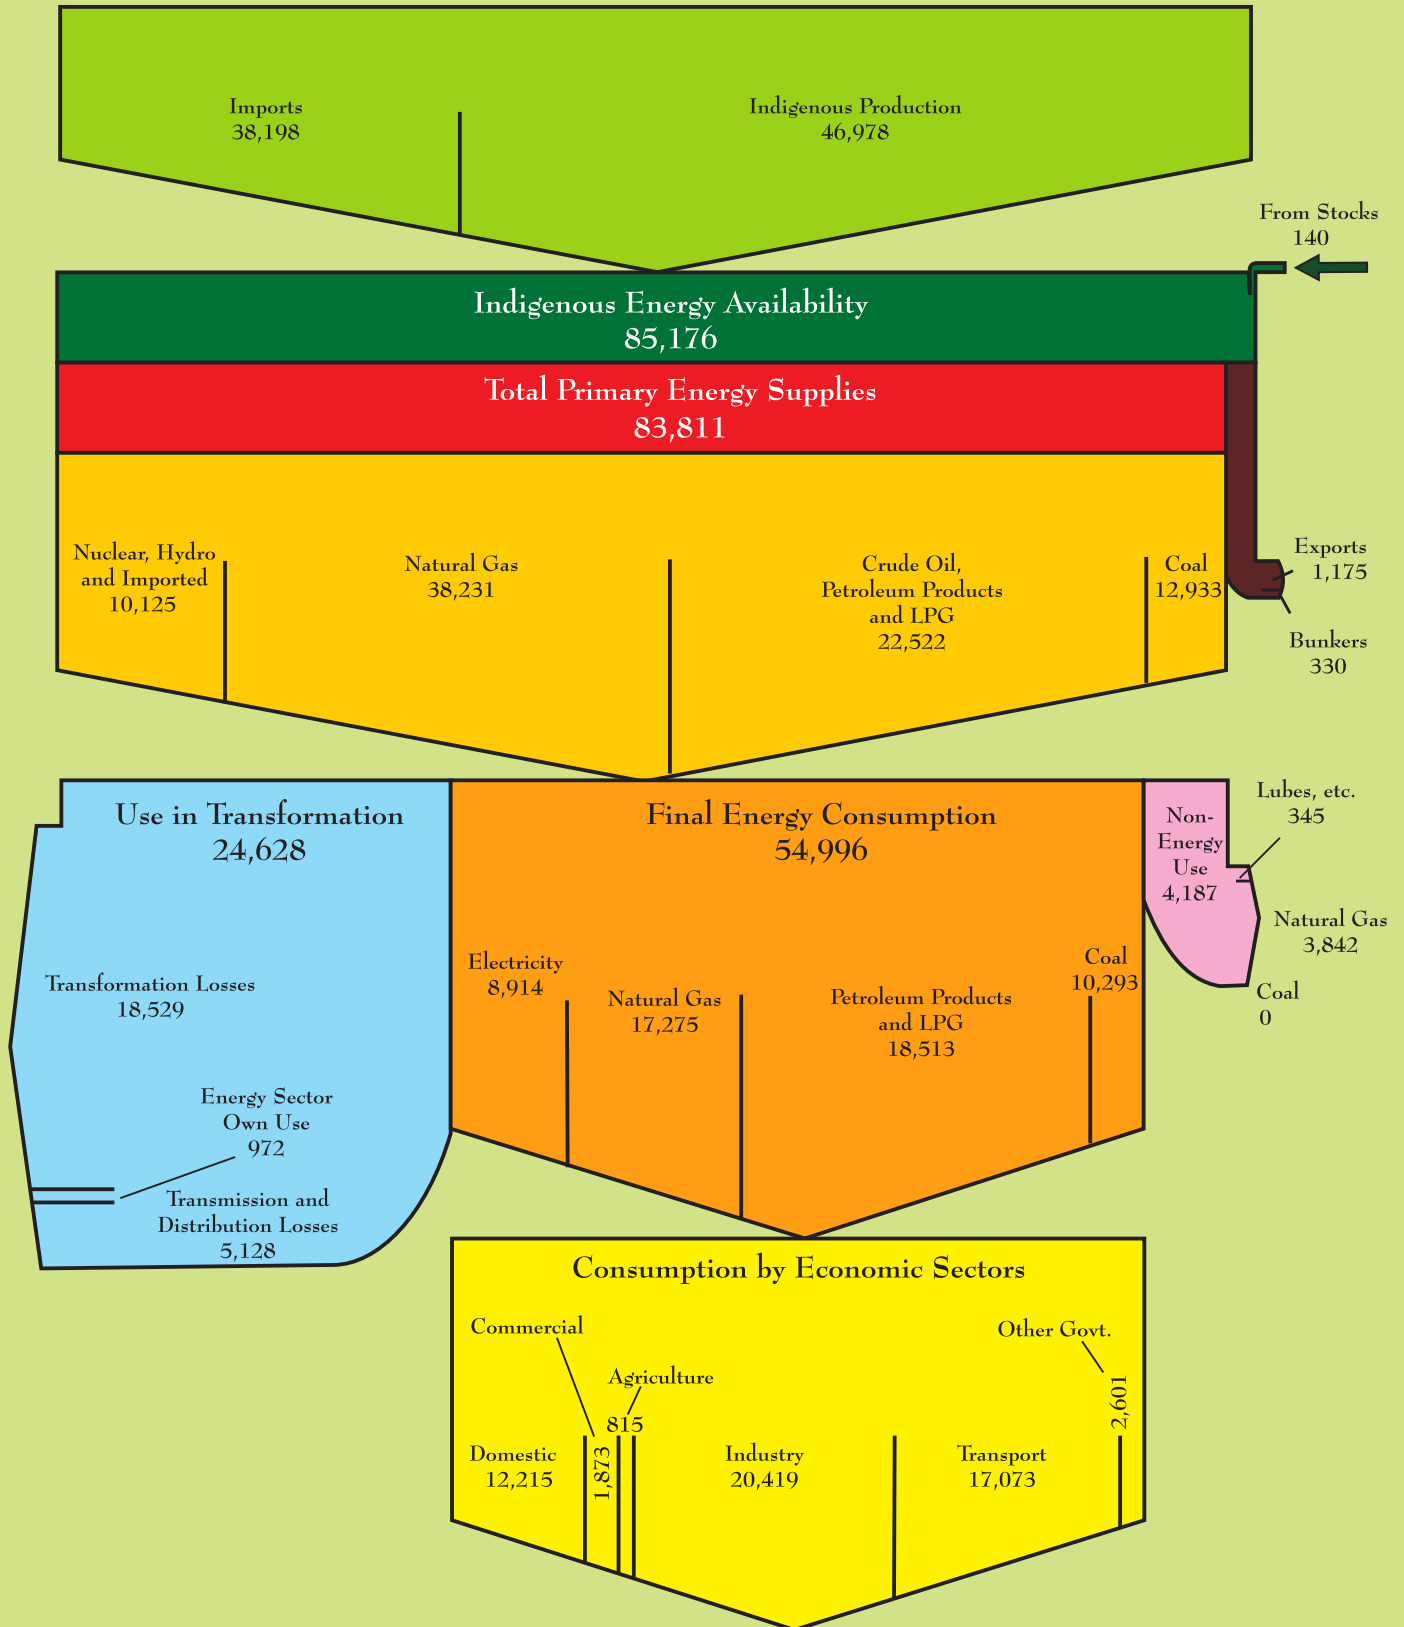 Imports
38,198
Indigenous Production
46,978
From Stocks
140
Indigenous Energy Availability
85,176
Total Primary Energy Supplies
83,811
Nuclear, Hydro
and Imported
10,125
Natural Gas
38,231
Crude Oil,
Petroleum Products
and LPG
22,522
Coal
12,933
Exports
1,175
Bunkers
330
Use in Transformation
24,628
Final Energy Consumption
54,996
Non-
Energy
Use
4,187
Lubes, etc.
345
Natural Gas
3,842
Coal
0
Transformation Losses
18,529
Energy Sector
Own Use
972
Transmission and
Distribution Losses
5,128
Electricity
8,914
Natural Gas
17,275
Petroleum Products
and LPG
18,513
Coal
10,293
Consumption by Economic Sectors
Commercial
1,873
Agriculture
815
Other Govt.
2,601
Domestic
12,215
Industry
20,419
Transport
17,073